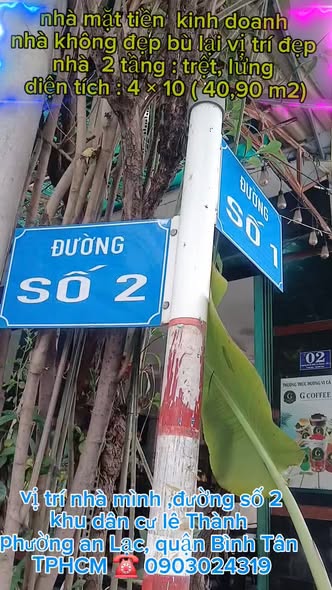 nhà mặt tiền kinh doanh
nhà không đẹp bù lại vị trí đẹp
nhà 2 tầng : trệt, lửng
diện tích : 4 × 10 ( 40,90 m2)
ĐƯỜNG
SỐ 1
ĐƯỜNG
SỐ 2
02
G COFFEE
vị trí nhà mình ,đường số 2
khu dân cư lê Thành
phường an Lạc, quận Bình Tân
TPHCM ☎ 0903024319